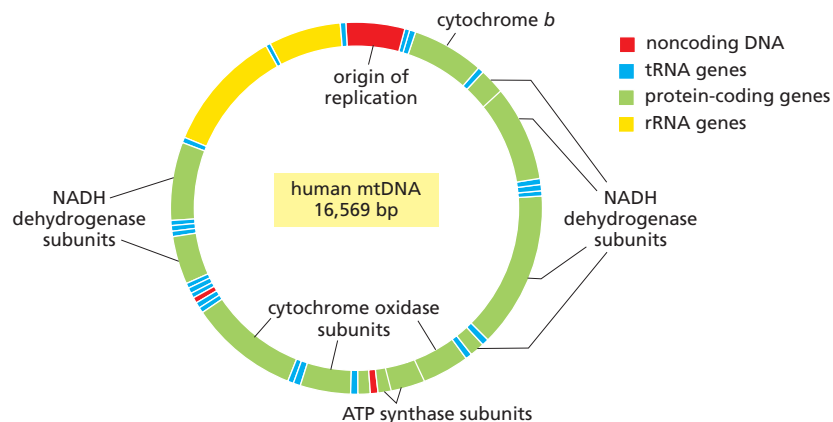 cytochrome b
noncoding DNA
tRNA genes
protein-coding genes
rRNA genes
origin of
replication
human mtDNA
16,569 bp
NADH
dehydrogenase
subunits
NADH
dehydrogenase
subunits
cytochrome oxidase
subunits
ATP synthase subunits